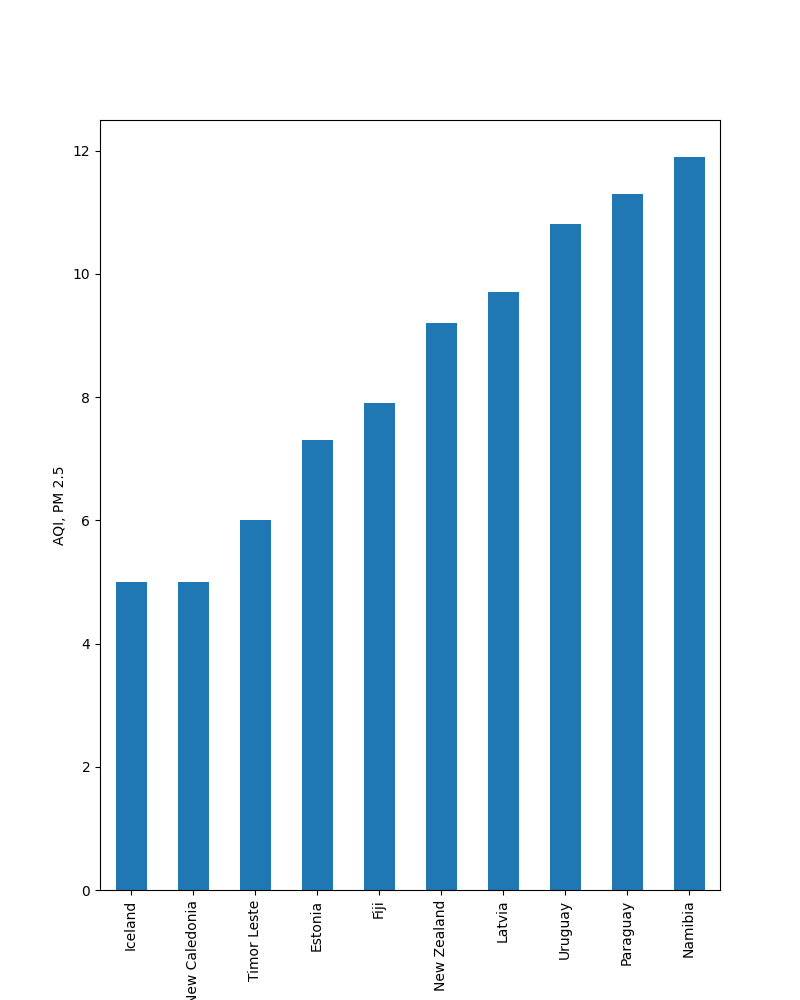 12
10
8
6
4
2
0
AQI, PM 2.5
Iceland
New Caledonia
Timor Leste
Estonia
Fiji
New Zealand
Latvia
Uruguay
Paraguay
Namibia